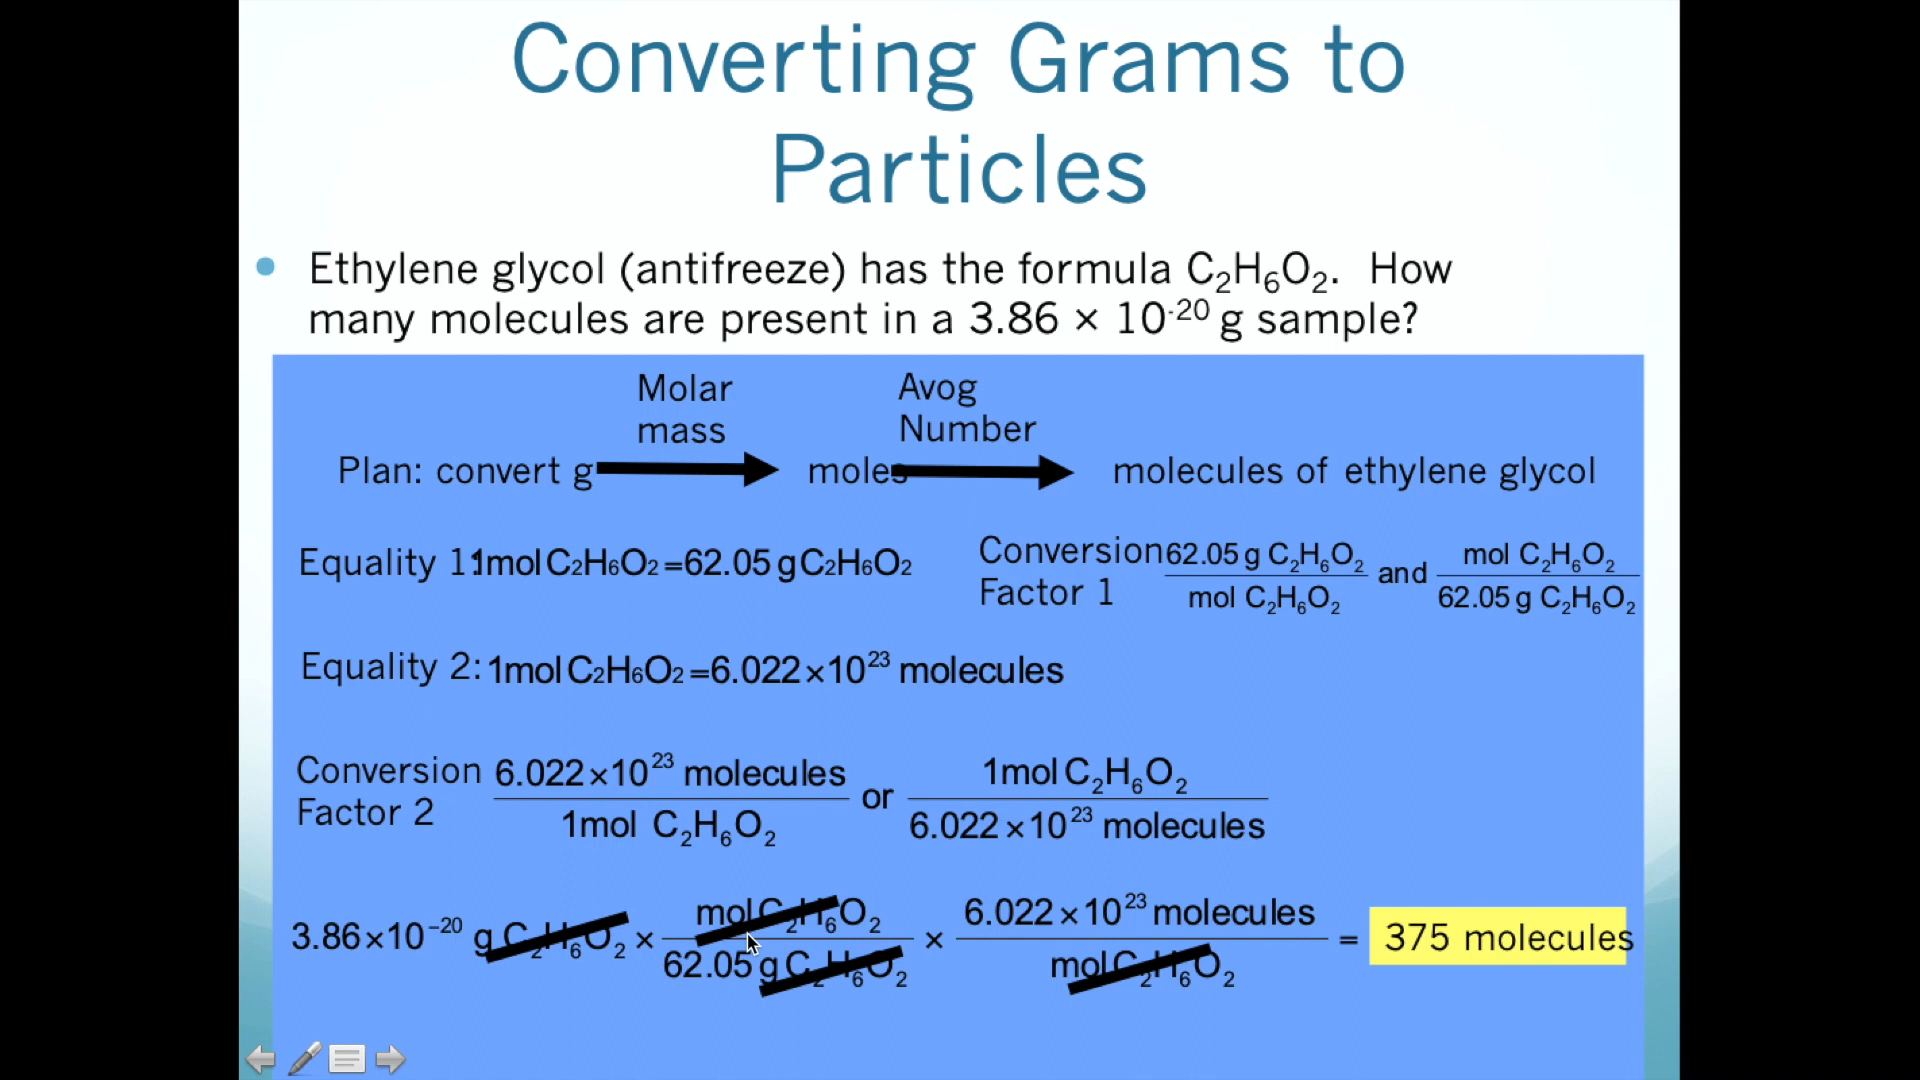 Converting Grams to
Particles
• Ethylene glycol (antifreeze) has the formula C₂H₆O₂. How
many molecules are present in a 3.86 × 10⁻²⁰ g sample?
Molar
mass
Avog
Number
Plan: convert g moles molecules of ethylene glycol
Equality 1: 1mol C₂H₆O₂=62.05 g C₂H₆O₂
Conversion
Factor 1
62.05 g C₂H₆O₂
mol C₂H₆O₂
and
mol C₂H₆O₂
62.05 g C₂H₆O₂
Equality 2: 1mol C₂H₆O₂=6.022×10²³ molecules
Conversion
Factor 2
6.022×10²³ molecules
1mol C₂H₆O₂
or
1mol C₂H₆O₂
6.022×10²³ molecules
3.86×10⁻²⁰ g C₂H₆O₂ ×
mol C₂H₆O₂
62.05 g C₂H₆O₂
×
6.022×10²³ molecules
mol C₂H₆O₂
= 375 molecules